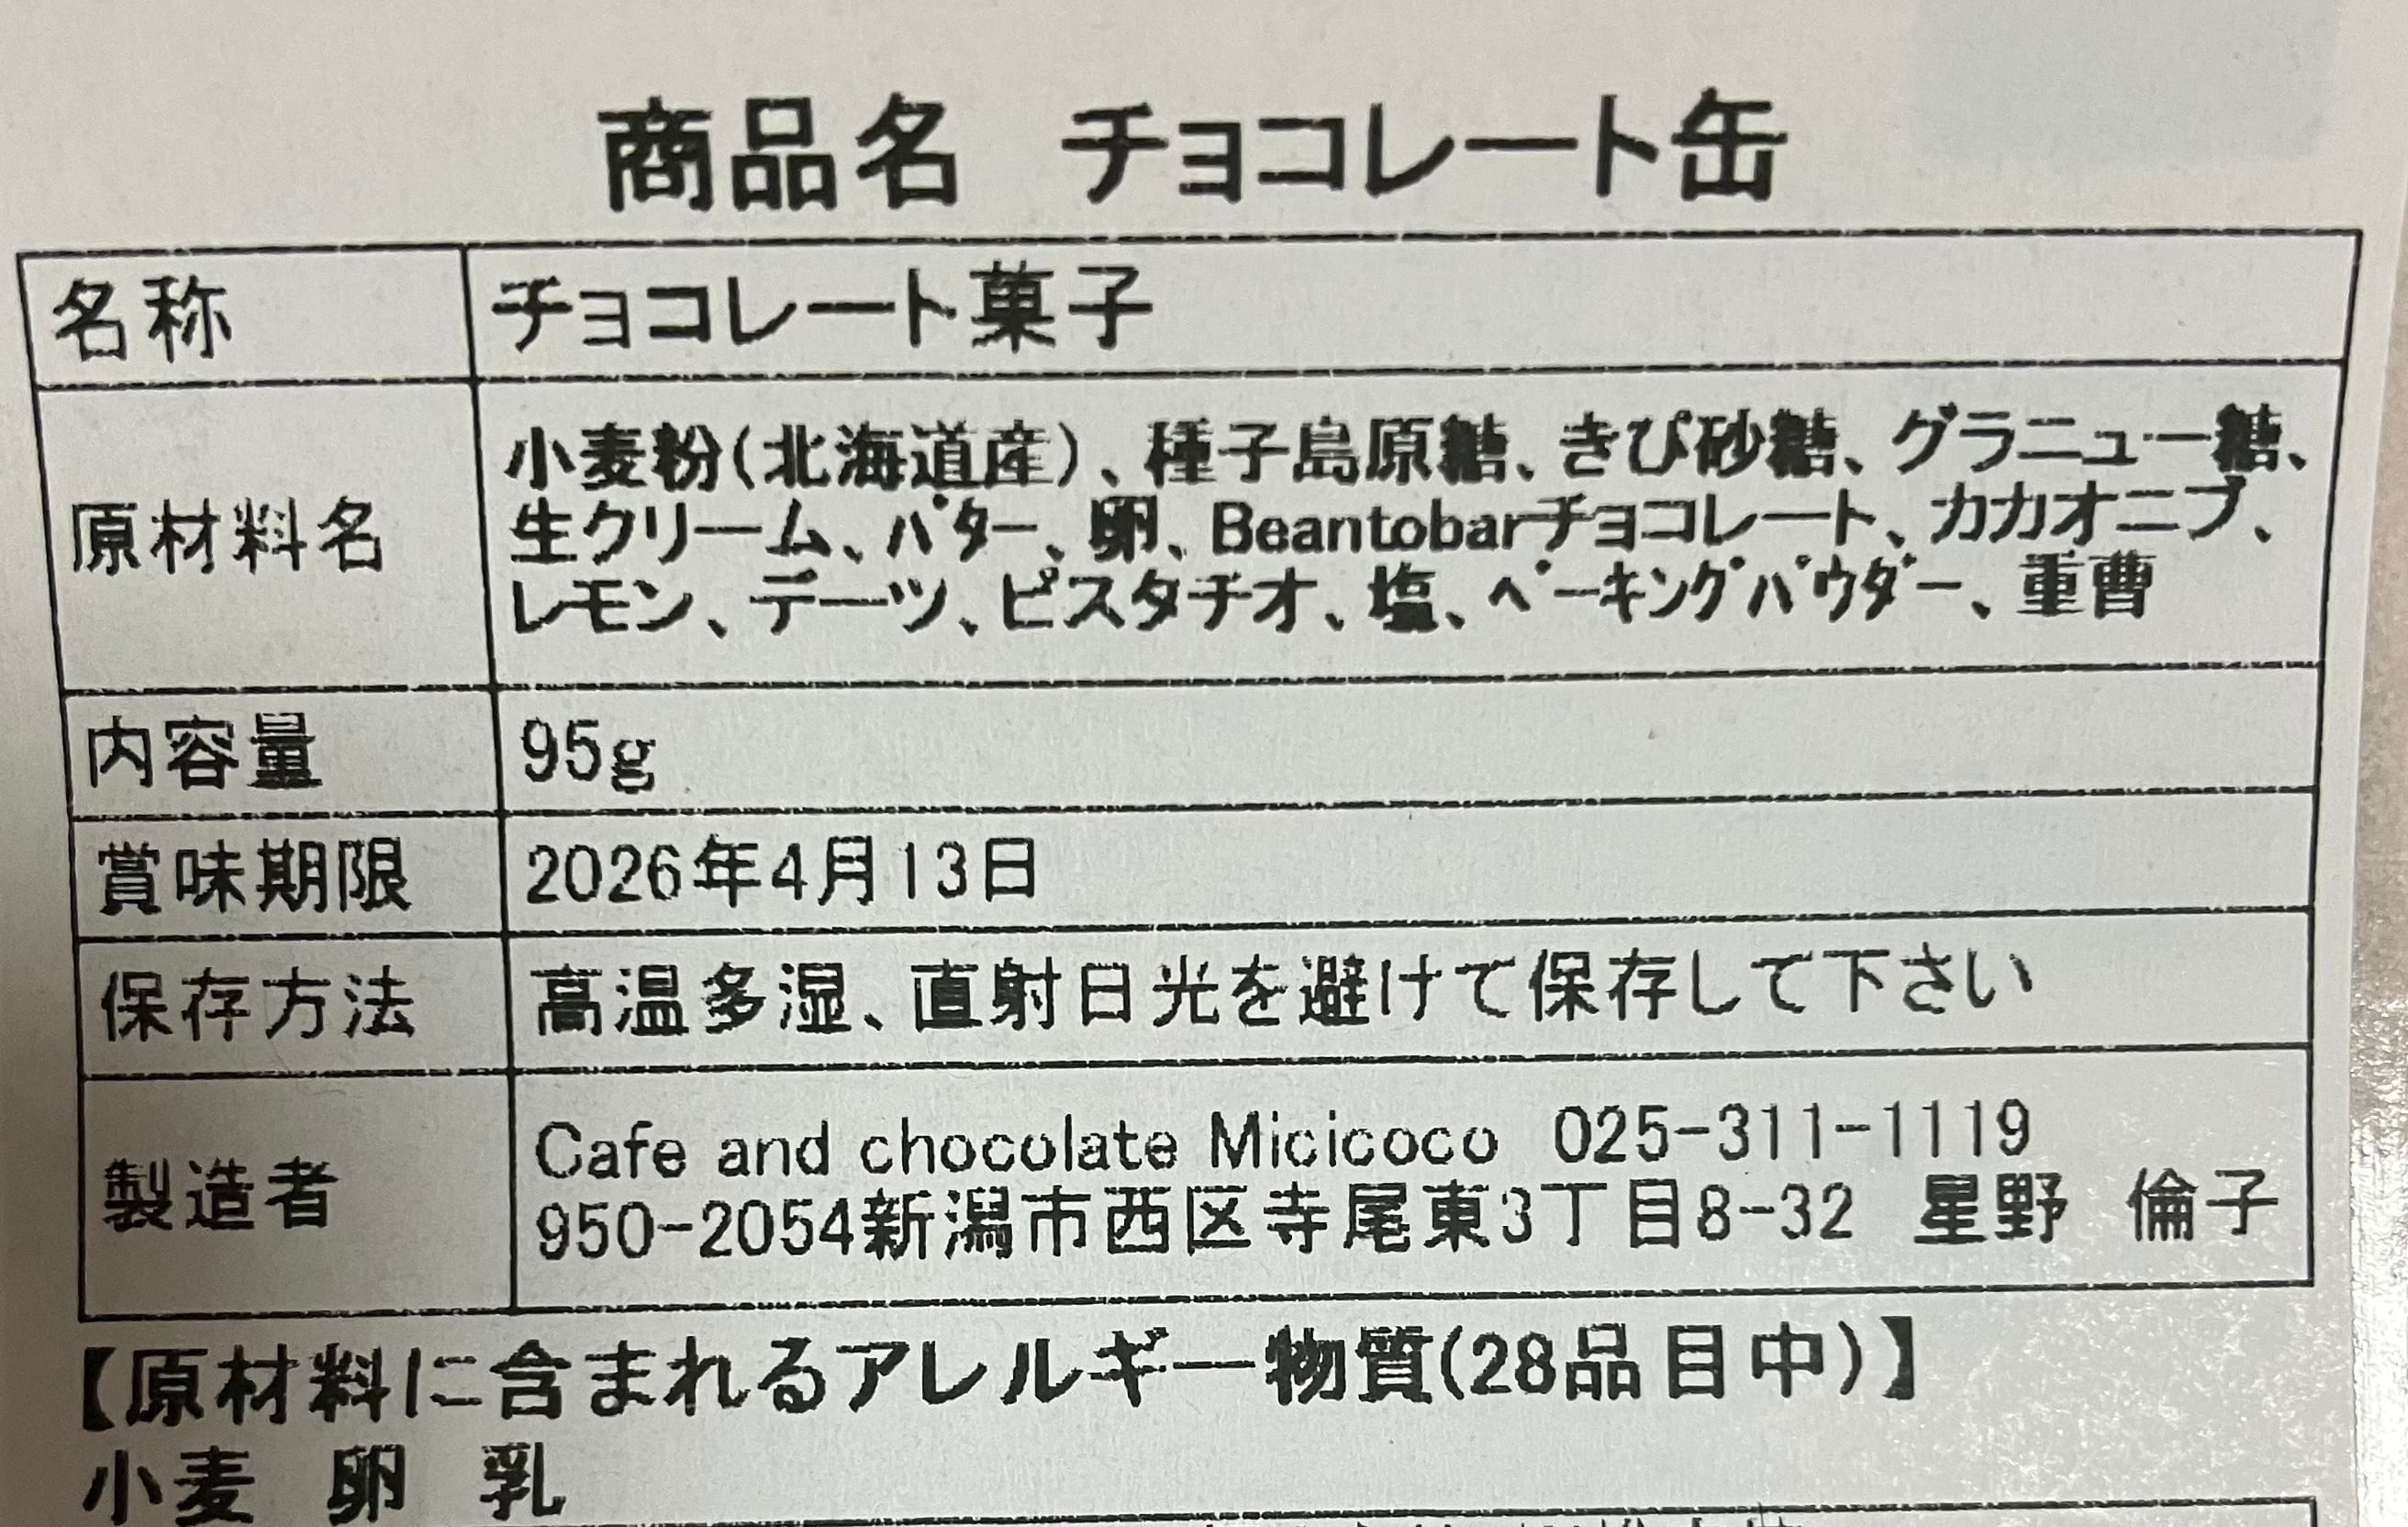 商品名 チョコレート缶
名称 チョコレート菓子
原材料名 小麦粉(北海道産)、種子島原糖、きび砂糖、グラニュー糖、
生クリーム、バター、卵、Beantobarチョコレート、カカオニブ、
レモン、デーツ、ピスタチオ、塩、ベーキングパウダー、重曹
内容量 95g
賞味期限 2026年4月13日
保存方法 高温多湿、直射日光を避けて保存して下さい
製造者 Cafe and chocolate Micicoco 025-311-1119
950-2054新潟市西区寺尾東3丁目8-32 星野 倫子
【原材料に含まれるアレルギー物質(28品目中)】
小麦 卵 乳